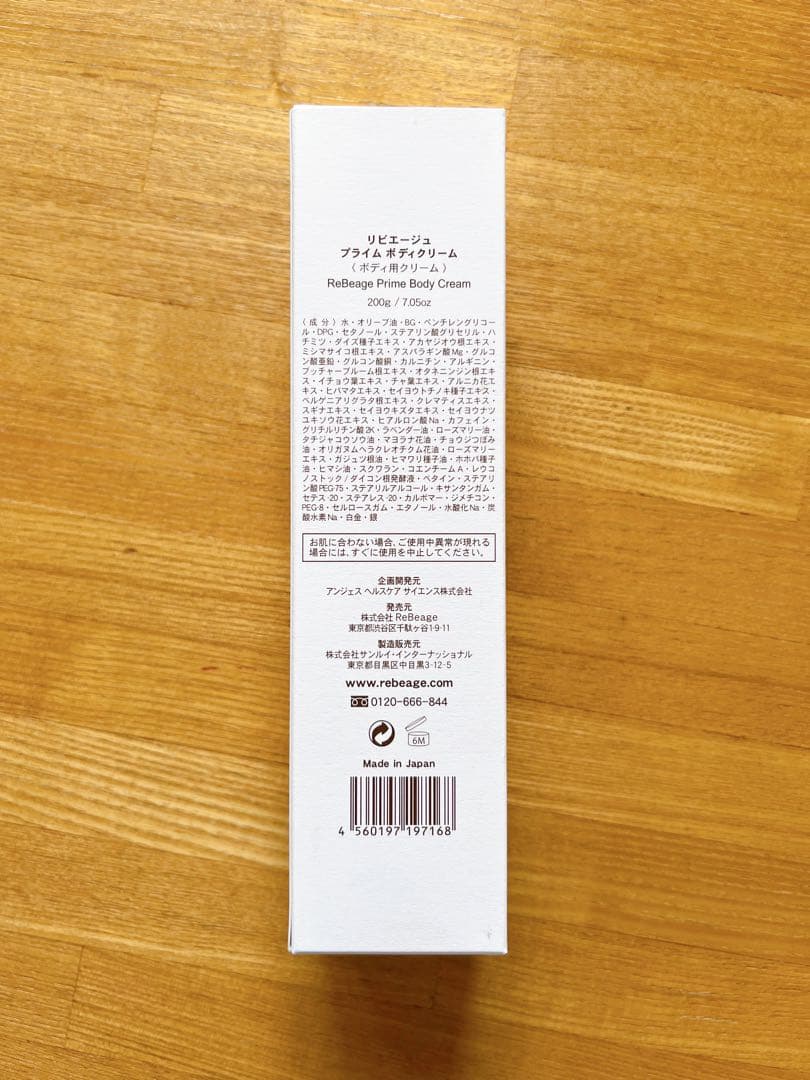 リビエージュ
プライム ボディクリーム
〈 ボディ用クリーム 〉
ReBeage Prime Body Cream
200g / 7.05oz
〈 成 分 〉水・オリーブ油・BG・ペンチレングリコー
ル・DPG・セタノール・ステアリン酸グリセリル・ハ
チミツ・ダイズ種子エキス・アカヤジオウ根エキス・
ミシマサイコ根エキス・アスパラギン酸Mg・グルコ
ン酸亜鉛・グルコン酸銅・カルニチン・アルギニン・
ブッチャーブルーム根エキス・オタネニンジン根エキ
ス・イチョウ葉エキス・チャ葉エキス・アルニカ花エ
キス・ヒバマタエキス・セイヨウトチノキ種子エキス・
ベルゲニアリグラタ根エキス・クレマティスエキス・
スギナエキス・セイヨウキズタエキス・セイヨウナツ
ユキソウ花エキス・ヒアルロン酸Na・カフェイン・
グリチルリチン酸2K・ラベンダー油・ローズマリー油・
タチジャコウソウ油・マヨラナ花油・チョウジつぼみ
油・オリガヌムヘラクレオチクム花油・ローズマリー
エキス・ガジュツ根油・ヒマワリ種子油・ホホバ種子
油・ヒマシ油・スクワラン・コエンチームA・レウコ
ノストック/ダイコン根発酵液・ベタイン・ステアリ
ン酸PEG-75・ステアリルアルコール・キサンタンガム・
セテス-20・ステアレス-20・カルボマー・ジメチコン・
PEG-8・セルロースガム・エタノール・水酸化Na・炭
酸水素Na・白金・銀
お肌に合わない場合、ご使用中異常が現れる
場合には、すぐに使用を中止してください。
企画開発元
アンジェス ヘルスケア サイエンス株式会社
発売元
株式会社 ReBeage
東京都渋谷区千駄ヶ谷1-9-11
製造販売元
株式会社サンルイ・インターナッショナル
東京都目黒区中目黒3-12-5
www.rebeage.com
0120-666-844
6M
Made in Japan
4 560197 197168